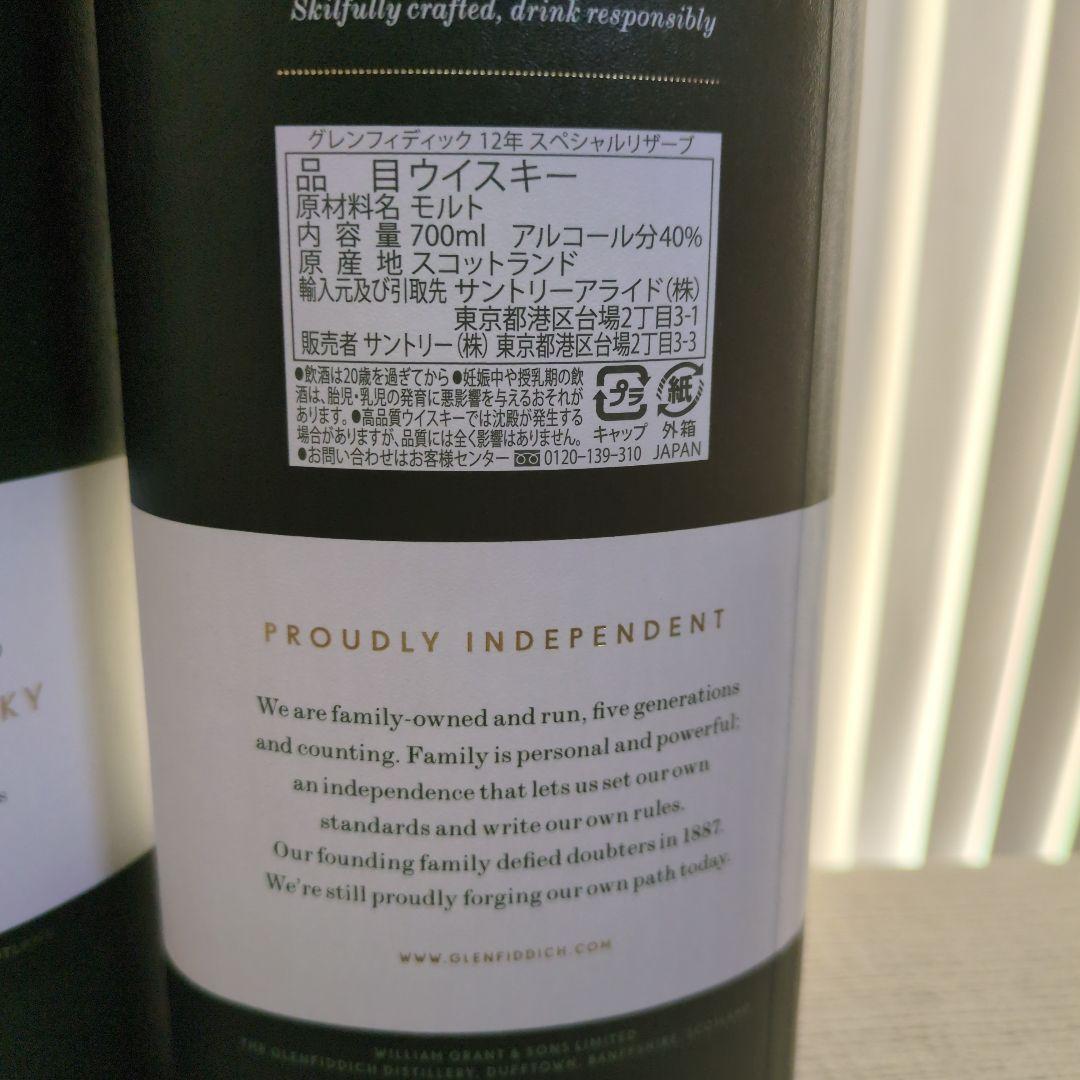 Skilfully crafted, drink responsibly
グレンフィディック 12年 スペシャルリザーブ
品 目 ウイスキー
原材料名 モルト
内 容 量 700ml アルコール分40%
原 産 地 スコットランド
輸入元及び引取先 サントリーアライド(株)
東京都港区台場2丁目3-1
販売者 サントリー(株) 東京都港区台場2丁目3-3
●飲酒は20歳を過ぎてから●妊娠中や授乳期の飲
酒は、胎児・乳児の発育に悪影響を与えるおそれが
あります。●高品質ウイスキーでは沈殿が発生する
場合がありますが、品質には全く影響はありません。
●お問い合わせはお客様センター 0120-139-310
プラ
キャップ
紙
外箱
JAPAN
PROUDLY INDEPENDENT
We are family-owned and run, five generations
and counting. Family is personal and powerful;
an independence that lets us set our own
standards and write our own rules.
Our founding family defied doubters in 1887.
We're still proudly forging our own path today.
WWW.GLENFIDDICH.COM
WILLIAM GRANT & SONS LIMITED
THE GLENFIDDICH DISTILLERY, DUFFTOWN, BANFFSHIRE, SCOTLAND
KY